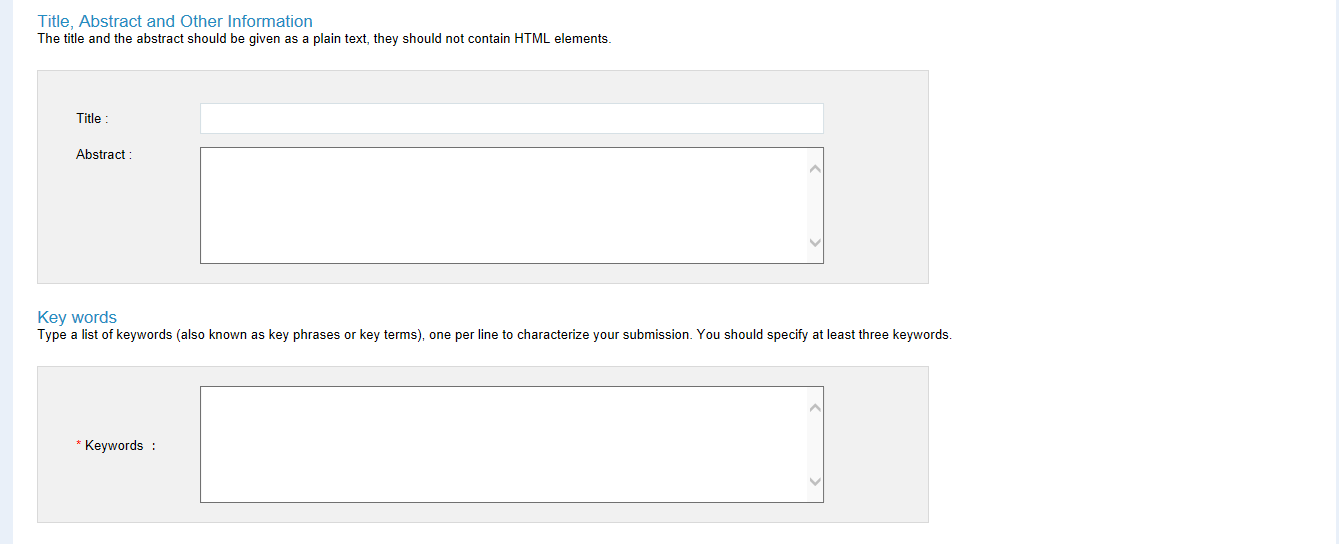 Title, Abstract and Other Information
The title and the abstract should be given as a plain text, they should not contain HTML elements.
Title :
Abstract :
Key words
Type a list of keywords (also known as key phrases or key terms), one per line to characterize your submission. You should specify at least three keywords.
* Keywords :